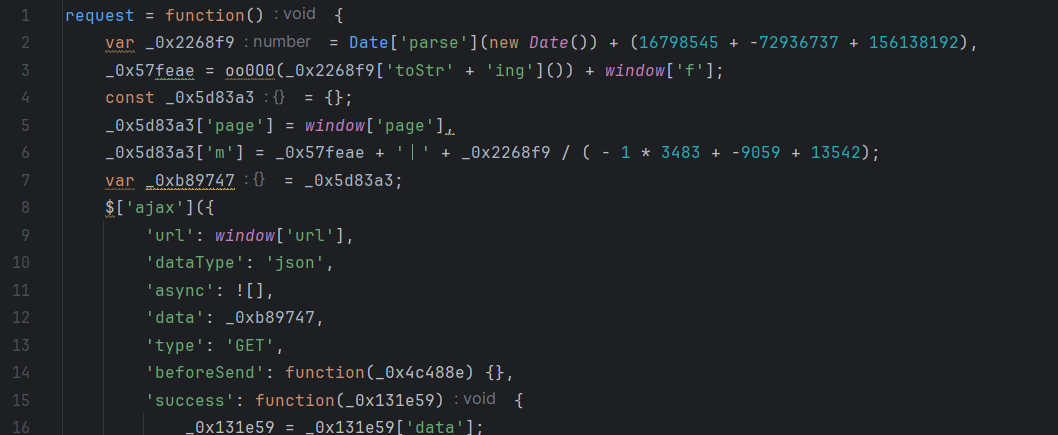 1 request = function() : void {
2 var _0x2268f9 : number = Date['parse'](new Date()) + (16798545 + -72936737 + 156138192),
3 _0x57feae = oo000(_0x2268f9['toStr' + 'ing']()) + window['f'];
4 const _0x5d83a3 : {} = {};
5 _0x5d83a3['page'] = window['page'],
6 _0x5d83a3['m'] = _0x57feae + '|' + _0x2268f9 / ( - 1 * 3483 + -9059 + 13542);
7 var _0xb89747 : {} = _0x5d83a3;
8 $['ajax']({
9 'url': window['url'],
10 'dataType': 'json',
11 'async': ![],
12 'data': _0xb89747,
13 'type': 'GET',
14 'beforeSend': function(_0x4c488e) {},
15 'success': function(_0x131e59) : void {
16 _0x131e59 = _0x131e59['data'];